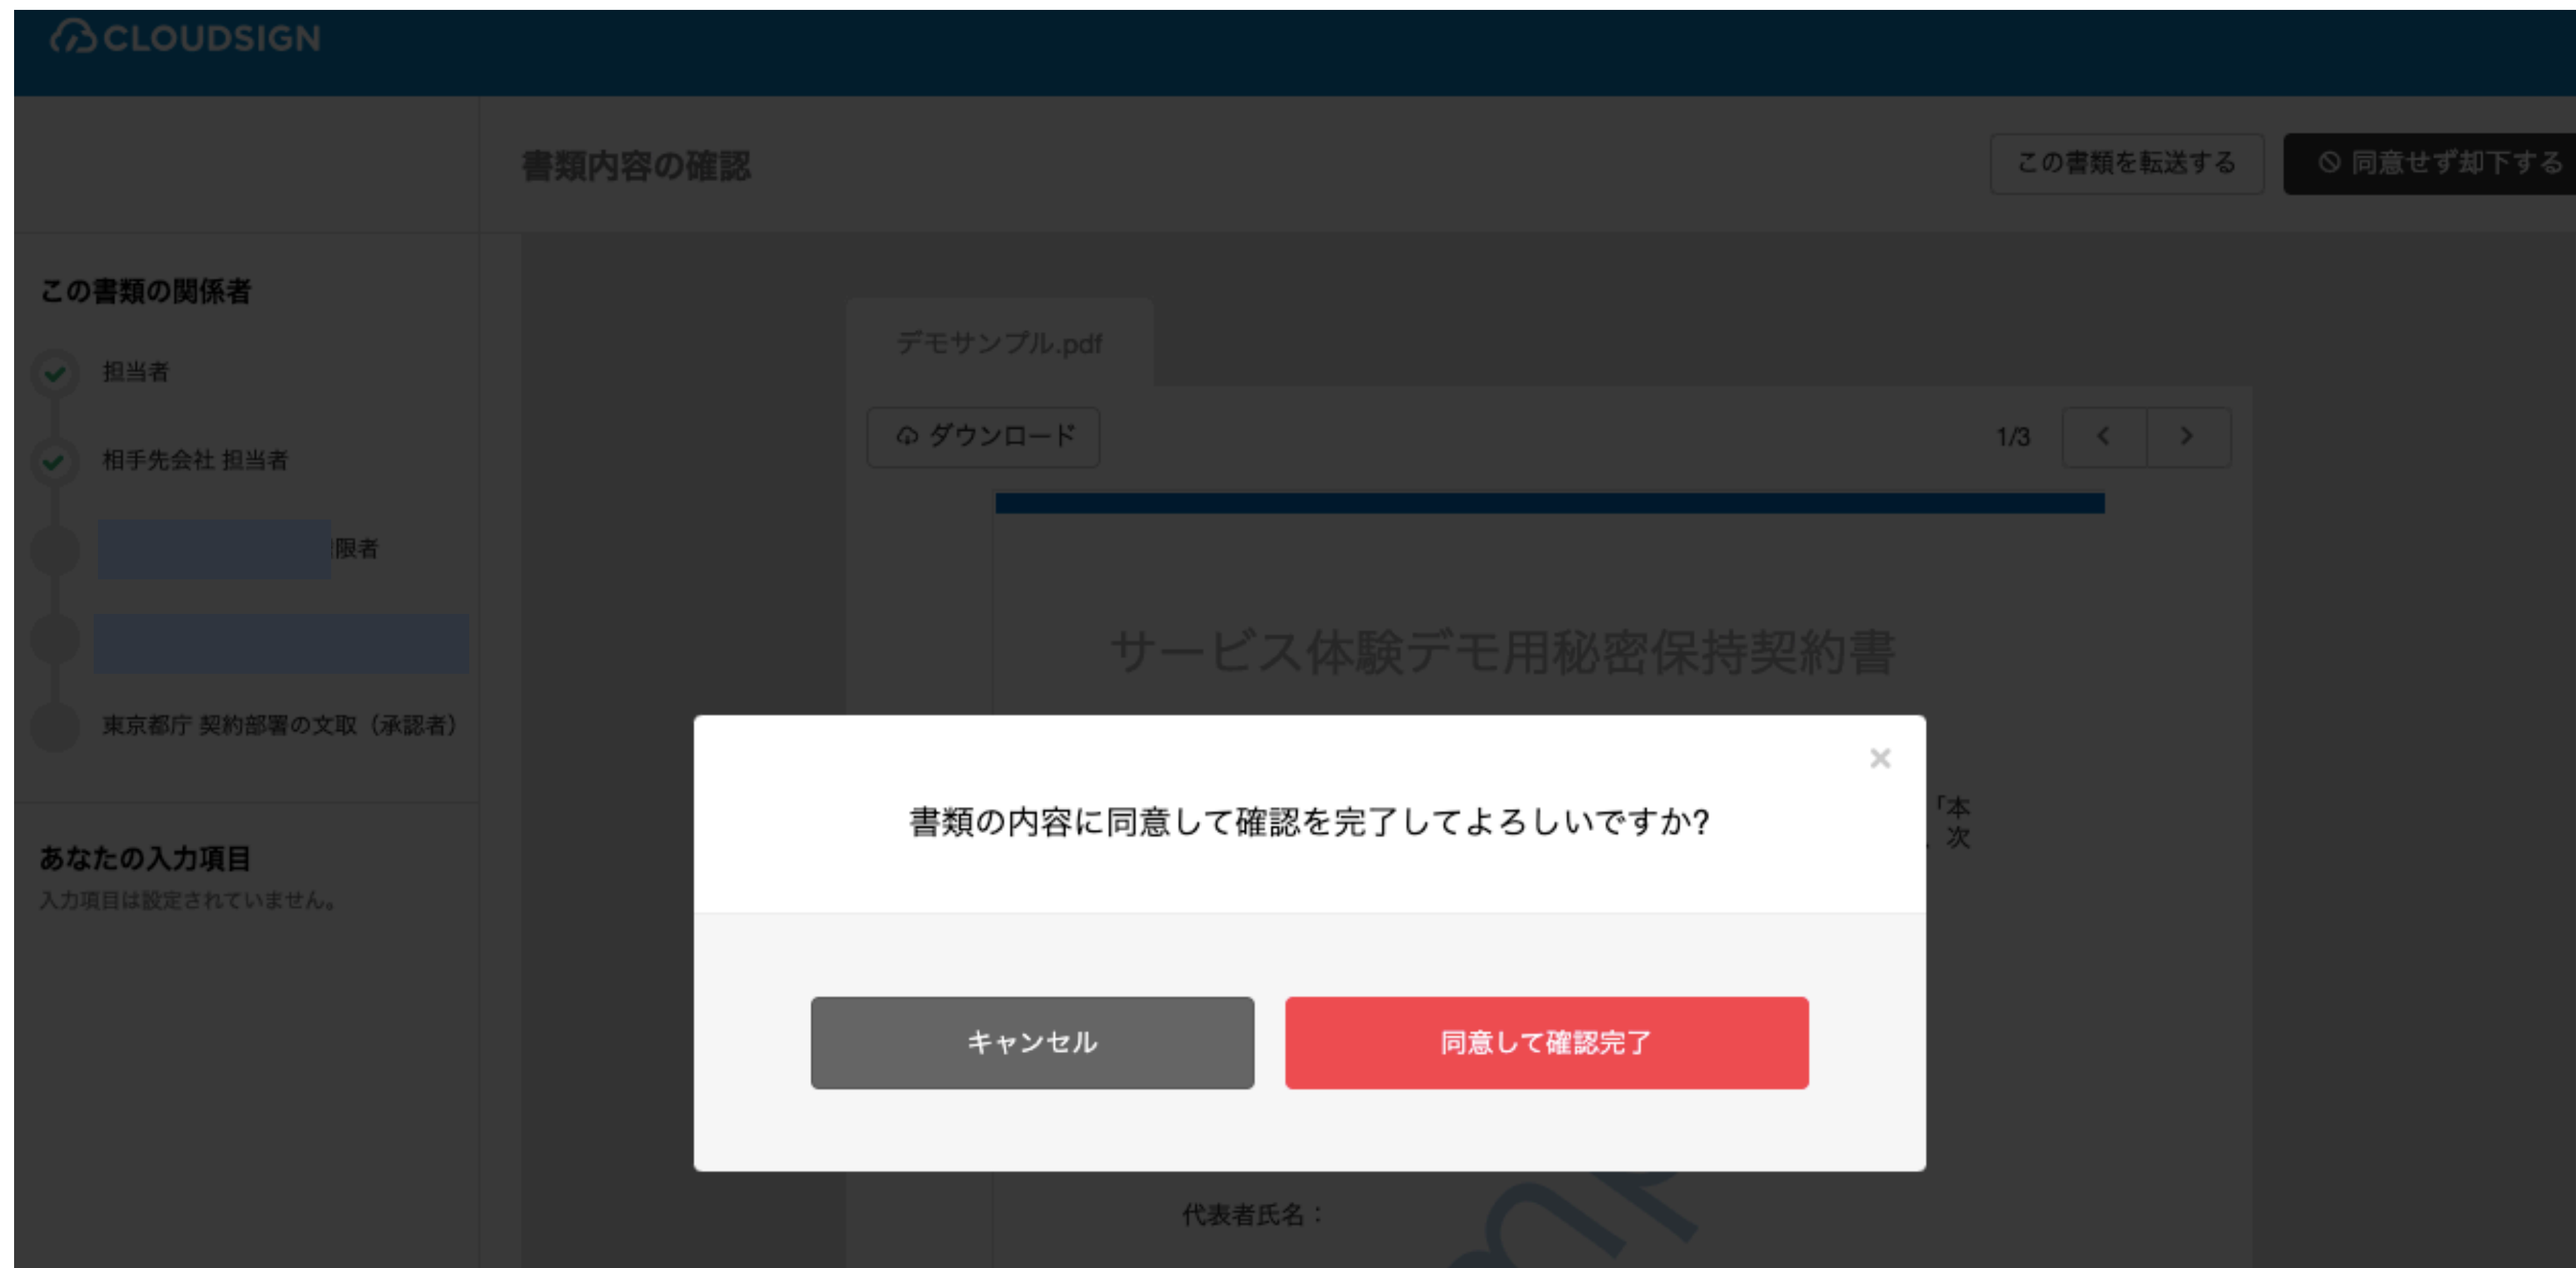 CLOUDSIGN
書類内容の確認
この書類を転送する
同意せず却下する
この書類の関係者
担当者
相手先会社 担当者
限者
東京都庁 契約部署の文取（承認者）
あなたの入力項目
入力項目は設定されていません。
デモサンプル.pdf
ダウンロード
1/3
サービス体験デモ用秘密保持契約書
「本
、次
書類の内容に同意して確認を完了してよろしいですか?
キャンセル
同意して確認完了
代表者氏名：